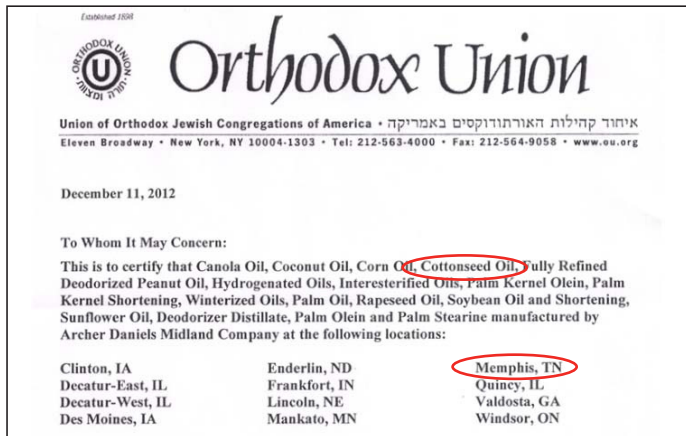 Established 1898
ORTHODOX UNION
U
תורה ומצוות
Orthodox Union
Union of Orthodox Jewish Congregations of America • איחוד קהילות האורתודוקסים באמריקה
Eleven Broadway • New York, NY 10004-1303 • Tel: 212-563-4000 • Fax: 212-564-9058 • www.ou.org
December 11, 2012
To Whom It May Concern:
This is to certify that Canola Oil, Coconut Oil, Corn Oil, Cottonseed Oil, Fully Refined
Deodorized Peanut Oil, Hydrogenated Oils, Interesterified Oils, Palm Kernel Olein, Palm
Kernel Shortening, Winterized Oils, Palm Oil, Rapeseed Oil, Soybean Oil and Shortening,
Sunflower Oil, Deodorizer Distillate, Palm Olein and Palm Stearine manufactured by
Archer Daniels Midland Company at the following locations:
Clinton, IA Enderlin, ND Memphis, TN
Decatur-East, IL Frankfort, IN Quincy, IL
Decatur-West, IL Lincoln, NE Valdosta, GA
Des Moines, IA Mankato, MN Windsor, ON